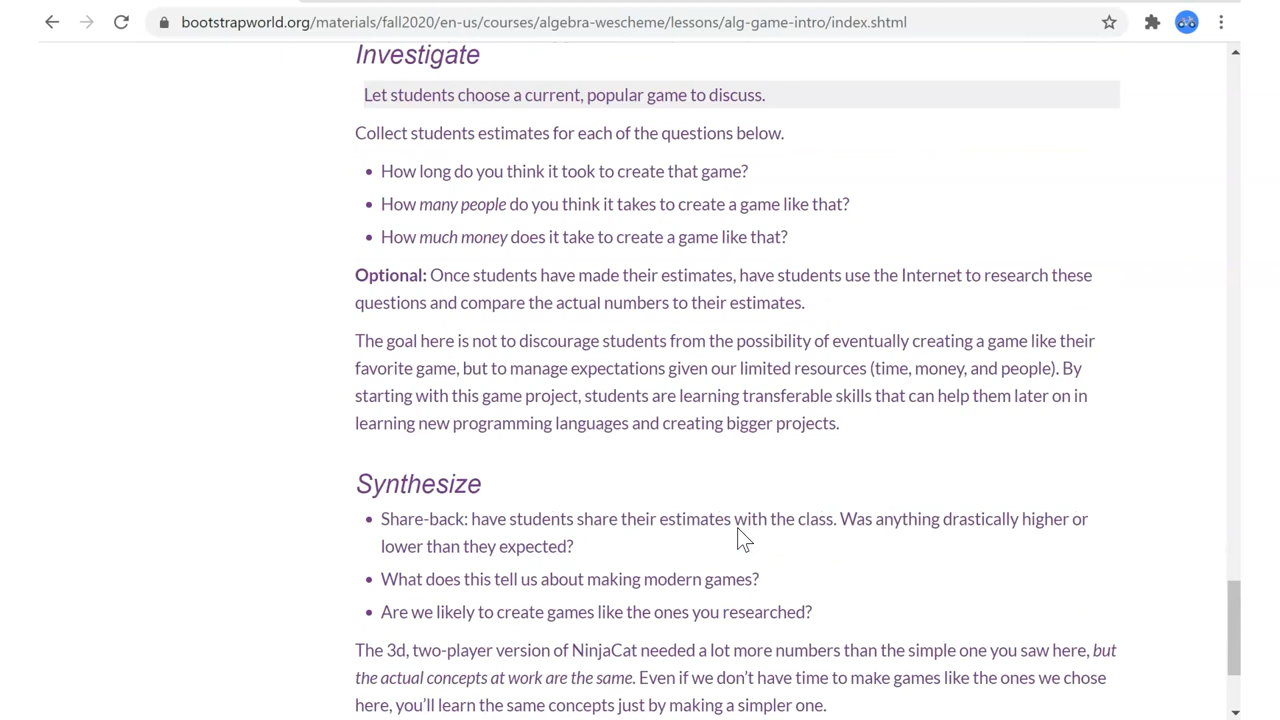 bootstrapworld.org/materials/fall2020/en-us/courses/algebra-wescheme/lessons/alg-game-intro/index.shtml
Investigate
Let students choose a current, popular game to discuss.
Collect students estimates for each of the questions below.
• How long do you think it took to create that game?
• How many people do you think it takes to create a game like that?
• How much money does it take to create a game like that?
Optional: Once students have made their estimates, have students use the Internet to research these
questions and compare the actual numbers to their estimates.
The goal here is not to discourage students from the possibility of eventually creating a game like their
favorite game, but to manage expectations given our limited resources (time, money, and people). By
starting with this game project, students are learning transferable skills that can help them later on in
learning new programming languages and creating bigger projects.
Synthesize
• Share-back: have students share their estimates with the class. Was anything drastically higher or
lower than they expected?
• What does this tell us about making modern games?
• Are we likely to create games like the ones you researched?
The 3d, two-player version of NinjaCat needed a lot more numbers than the simple one you saw here, but
the actual concepts at work are the same. Even if we don't have time to make games like the ones we chose
here, you'll learn the same concepts just by making a simpler one.